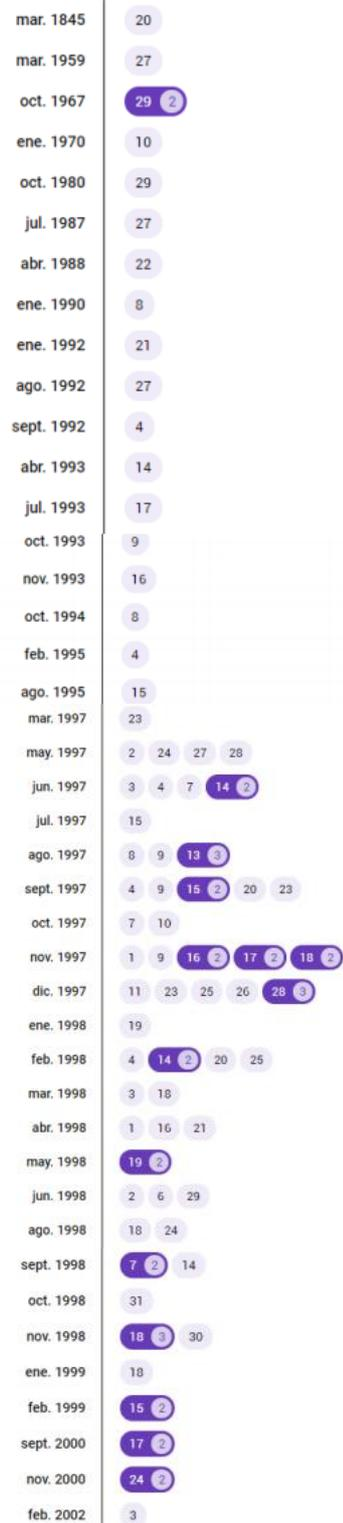 mar. 1845 20
mar. 1959 27
oct. 1967 29 2
ene. 1970 10
oct. 1980 29
jul. 1987 27
abr. 1988 22
ene. 1990 8
ene. 1992 21
ago. 1992 27
sept. 1992 4
abr. 1993 14
jul. 1993 17
oct. 1993 9
nov. 1993 16
oct. 1994 8
feb. 1995 4
ago. 1995 15
mar. 1997 23
may. 1997 2 24 27 28
jun. 1997 3 4 7 14 2
jul. 1997 15
ago. 1997 8 9 13 3
sept. 1997 4 9 15 2 20 23
oct. 1997 7 10
nov. 1997 1 9 16 2 17 2 18 2
dic. 1997 11 23 25 26 28 3
ene. 1998 19
feb. 1998 4 14 2 20 25
mar. 1998 3 18
abr. 1998 1 16 21
may. 1998 19 2
jun. 1998 2 6 29
ago. 1998 18 24
sept. 1998 7 2 14
oct. 1998 31
nov. 1998 18 3 30
ene. 1999 18
feb. 1999 15 2
sept. 2000 17 2
nov. 2000 24 2
feb. 2002 3